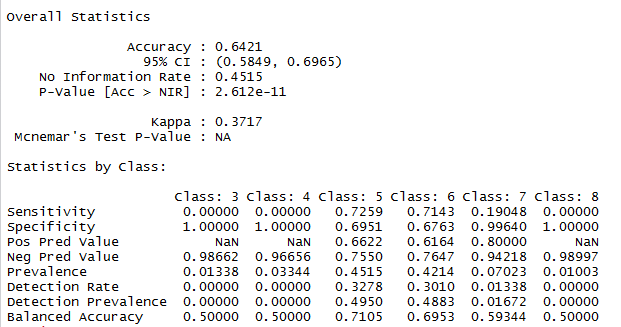 Overall Statistics
Accuracy : 0.6421
95% CI : (0.5849, 0.6965)
No Information Rate : 0.4515
P-Value [Acc > NIR] : 2.612e-11
Kappa : 0.3717
Mcnemar's Test P-Value : NA
Statistics by Class:
Class: 3 Class: 4 Class: 5 Class: 6 Class: 7 Class: 8
Sensitivity 0.00000 0.00000 0.7259 0.7143 0.19048 0.00000
Specificity 1.00000 1.00000 0.6951 0.6763 0.99640 1.00000
Pos Pred Value NaN NaN 0.6622 0.6164 0.80000 NaN
Neg Pred Value 0.98662 0.96656 0.7550 0.7647 0.94218 0.98997
Prevalence 0.01338 0.03344 0.4515 0.4214 0.07023 0.01003
Detection Rate 0.00000 0.00000 0.3278 0.3010 0.01338 0.00000
Detection Prevalence 0.00000 0.00000 0.4950 0.4883 0.01672 0.00000
Balanced Accuracy 0.50000 0.50000 0.7105 0.6953 0.59344 0.50000